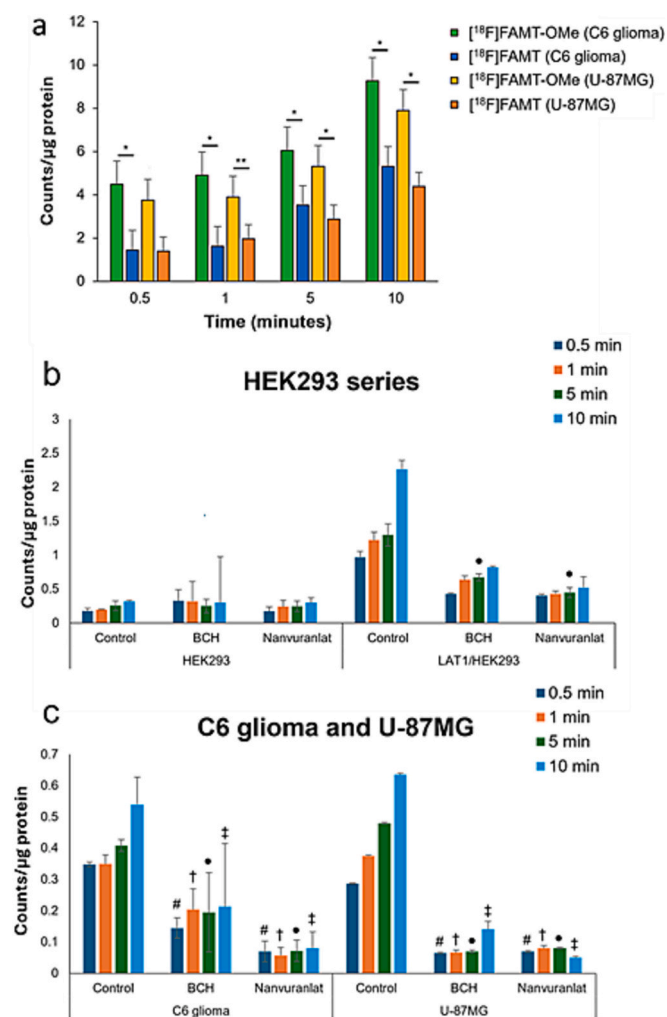 a
[18F]FAMT-OMe (C6 glioma)
[18F]FAMT (C6 glioma)
[18F]FAMT-OMe (U-87MG)
[18F]FAMT (U-87MG)
Counts/µg protein
12
10
8
6
4
2
0
* * ** * * * *
0.5 1 5 10
Time (minutes)
b
HEK293 series
0.5 min
1 min
5 min
10 min
Counts/µg protein
3
2.5
2
1.5
1
0.5
0
• •
Control BCH Nanvuranlat Control BCH Nanvuranlat
HEK293 LAT1/HEK293
c
C6 glioma and U-87MG
0.5 min
1 min
5 min
10 min
Counts/µg protein
0.7
0.6
0.5
0.4
0.3
0.2
0.1
0
# † • ‡ # † • ‡ # † • ‡ # † • ‡
Control BCH Nanvuranlat Control BCH Nanvuranlat
C6 glioma U-87MG